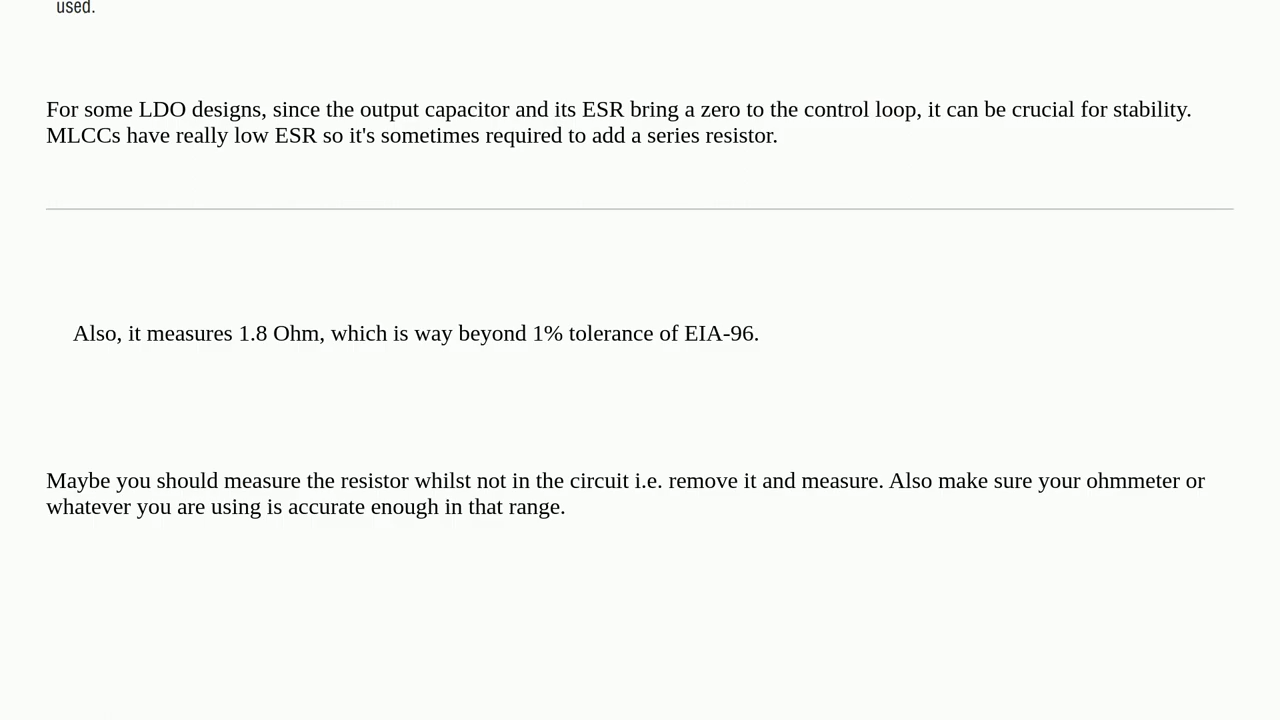 used.
For some LDO designs, since the output capacitor and its ESR bring a zero to the control loop, it can be crucial for stability.
MLCCs have really low ESR so it's sometimes required to add a series resistor.
Also, it measures 1.8 Ohm, which is way beyond 1% tolerance of EIA-96.
Maybe you should measure the resistor whilst not in the circuit i.e. remove it and measure. Also make sure your ohmmeter or
whatever you are using is accurate enough in that range.